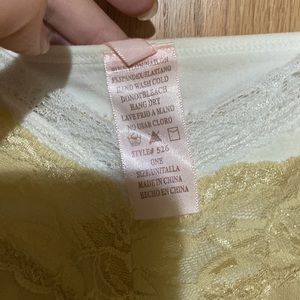 HAND WASH COLD
DO NOT BLEACH
HANG DRY
LAVE FRIO A MANO
NO USAR CLORO
STYLE# 526
ONE
SIZE/UNITALLA
MADE IN CHINA
HECHO EN CHINA